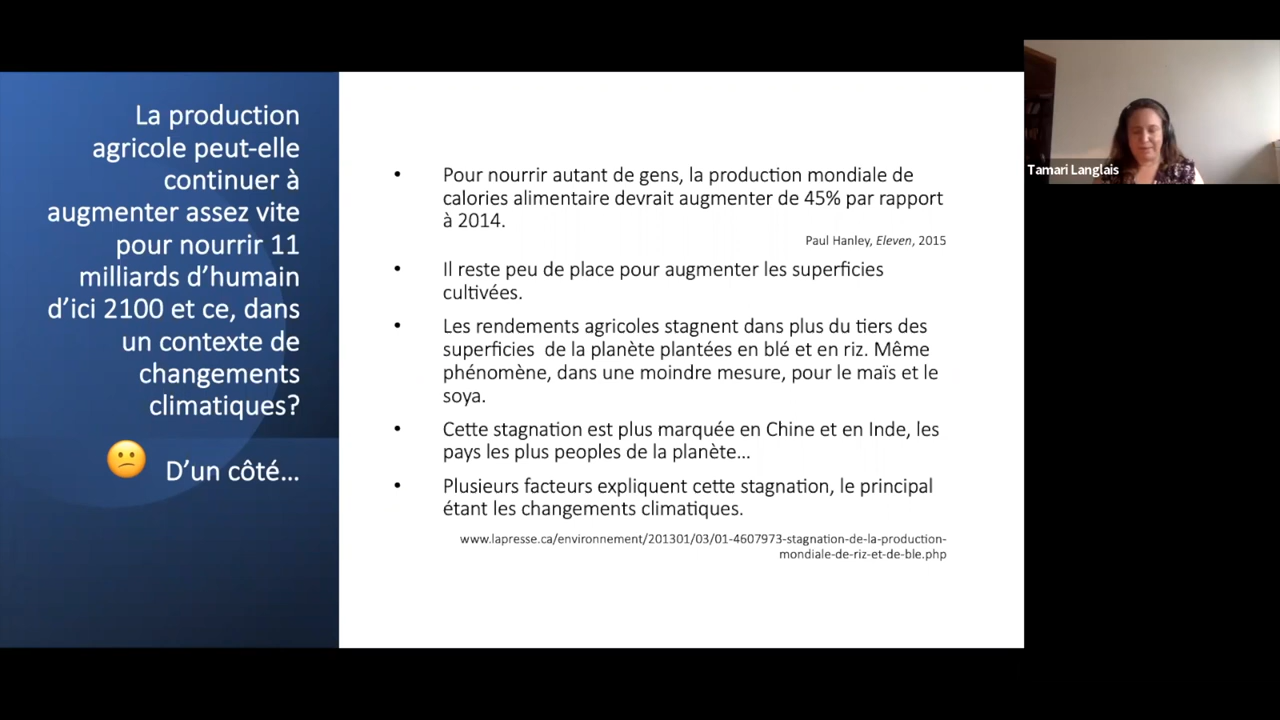 La production
agricole peut-elle
continuer à
augmenter assez vite
pour nourrir 11
milliards d’humain
d’ici 2100 et ce, dans
un contexte de
changements
climatiques?
D’un côté...
• Pour nourrir autant de gens, la production mondiale de
calories alimentaire devrait augmenter de 45% par rapport
à 2014.
Paul Hanley, Eleven, 2015
• Il reste peu de place pour augmenter les superficies
cultivées.
• Les rendements agricoles stagnent dans plus du tiers des
superficies de la planète plantées en blé et en riz. Même
phénomène, dans une moindre mesure, pour le maïs et le
soya.
• Cette stagnation est plus marquée en Chine et en Inde, les
pays les plus peoples de la planète...
• Plusieurs facteurs expliquent cette stagnation, le principal
étant les changements climatiques.
www.lapresse.ca/environnement/201301/03/01-4607973-stagnation-de-la-production-
mondiale-de-riz-et-de-ble.php
Tamari Langlais